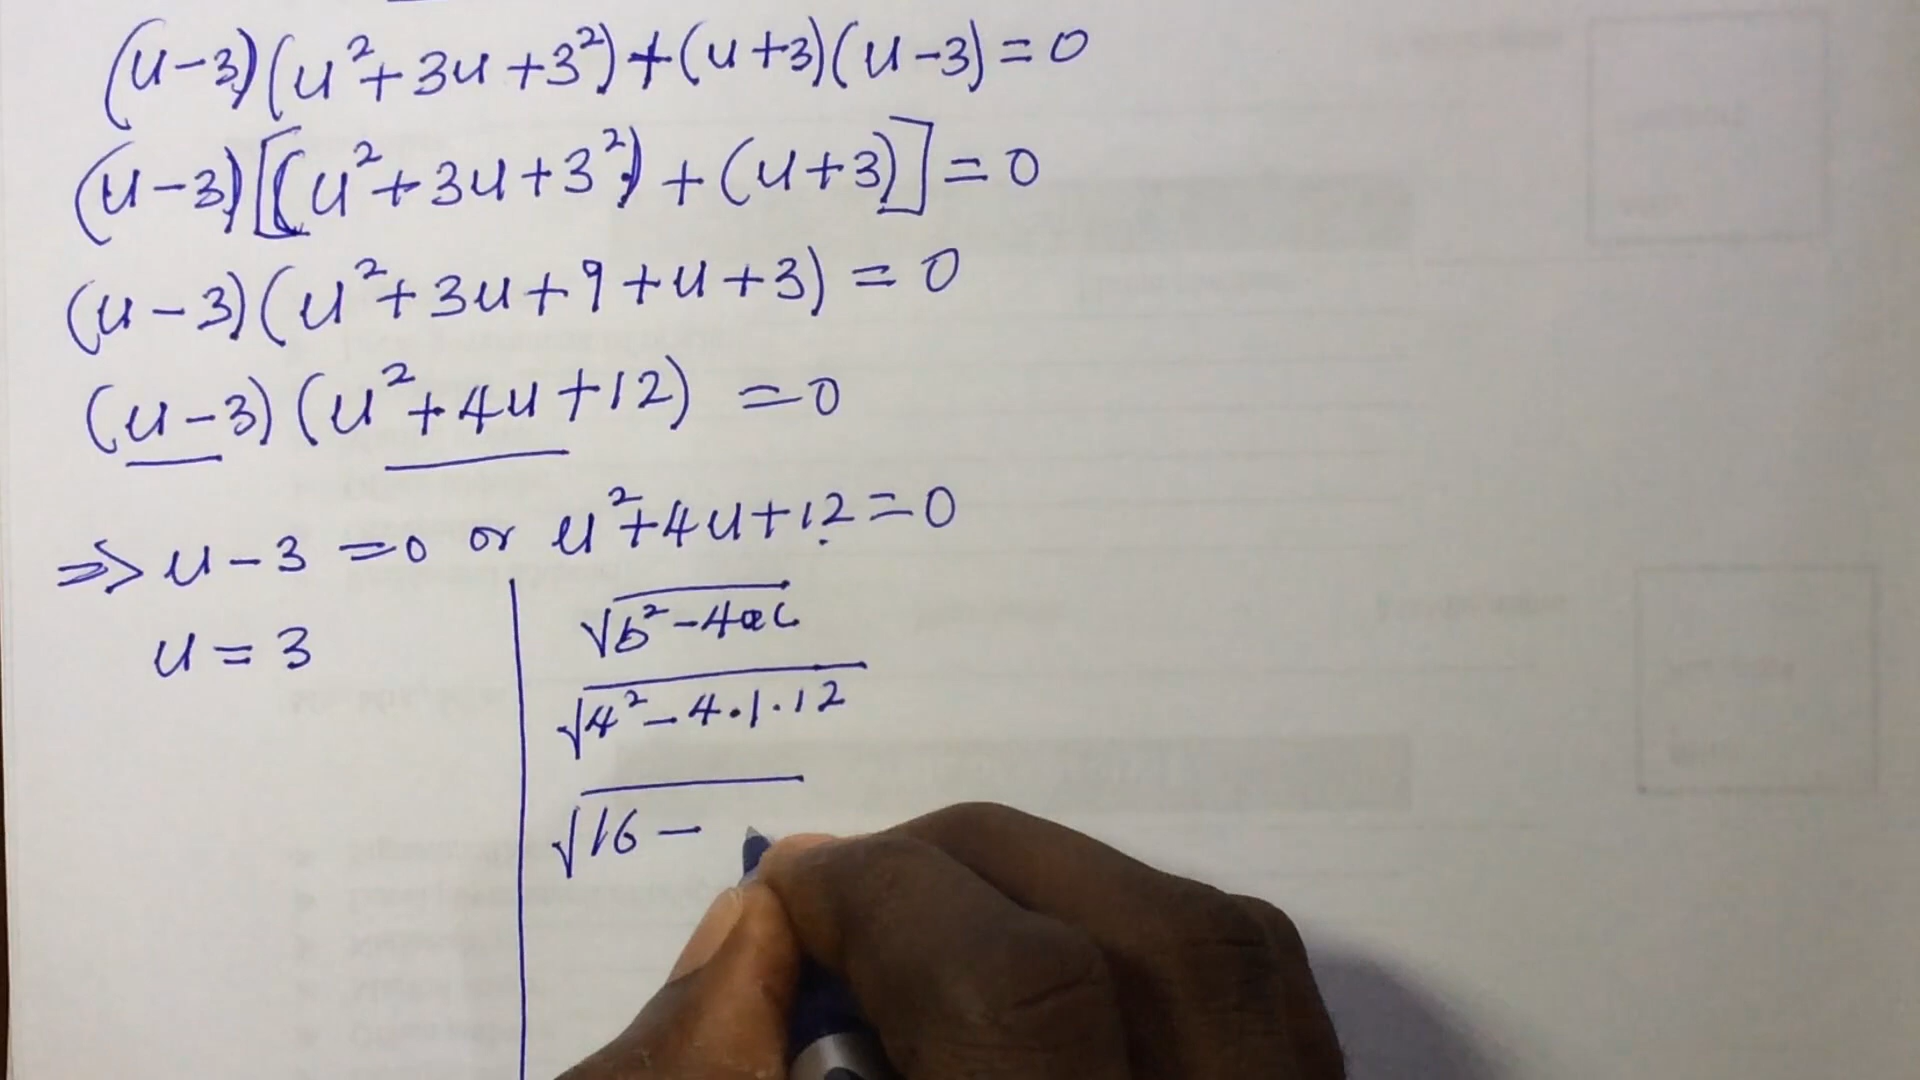 (u-3)(u²+3u+3²)+(u+3)(u-3)=0
(u-3)[(u²+3u+3²)+(u+3)]=0
(u-3)(u²+3u+9+u+3)=0
(u-3)(u²+4u+12)=0
⇒ u-3=0 or u²+4u+12=0
u=3
√b²-4ac
√4²-4·1·12
√16-